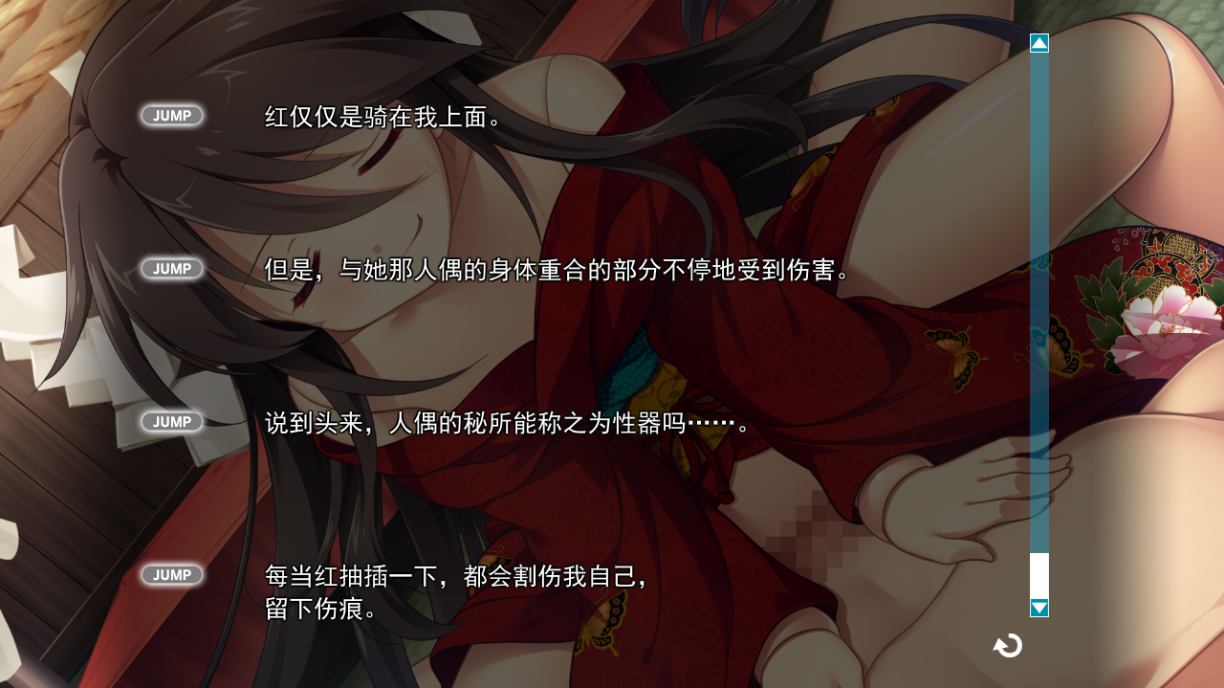 JUMP 红仅仅是骑在我上面。
JUMP 但是，与她那人偶的身体重合的部分不停地受到伤害。
JUMP 说到头来，人偶的秘所能称之为性器吗……。
JUMP 每当红抽插一下，都会割伤我自己，
留下伤痕。